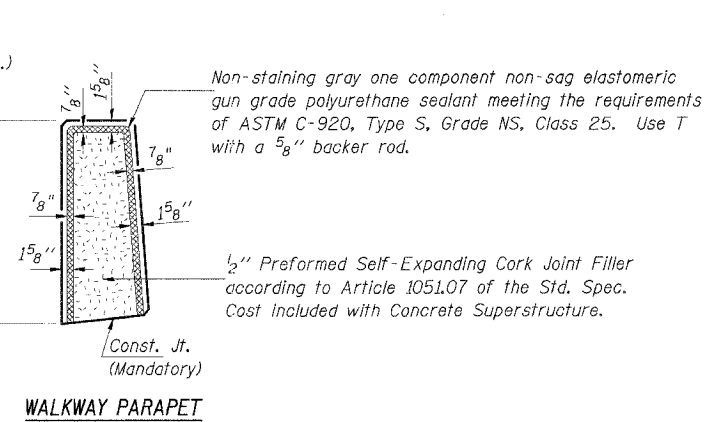 .)
7/8"
1 5/8"
Non-staining gray one component non-sag elastomeric
gun grade polyurethane sealant meeting the requirements
of ASTM C-920, Type S, Grade NS, Class 25. Use T
with a 5/8" backer rod.
7/8"
7/8"
1 5/8"
1 5/8"
1/2" Preformed Self-Expanding Cork Joint Filler
according to Article 1051.07 of the Std. Spec.
Cost included with Concrete Superstructure.
Const. Jt.
(Mandatory)
WALKWAY PARAPET